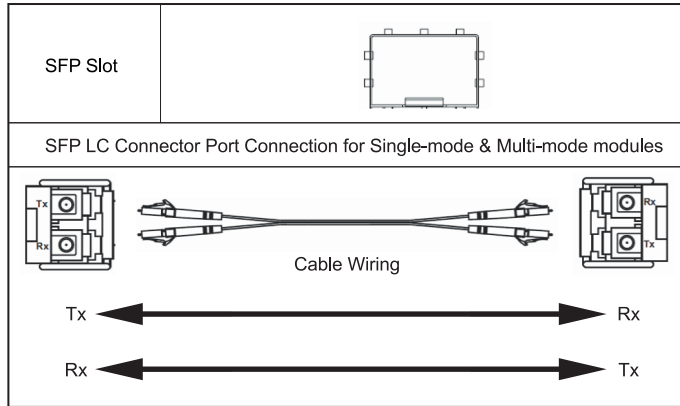 SFP Slot
SFP LC Connector Port Connection for Single-mode & Multi-mode modules
Tx
Rx
Rx
Tx
Cable Wiring
Tx Rx
Rx Tx